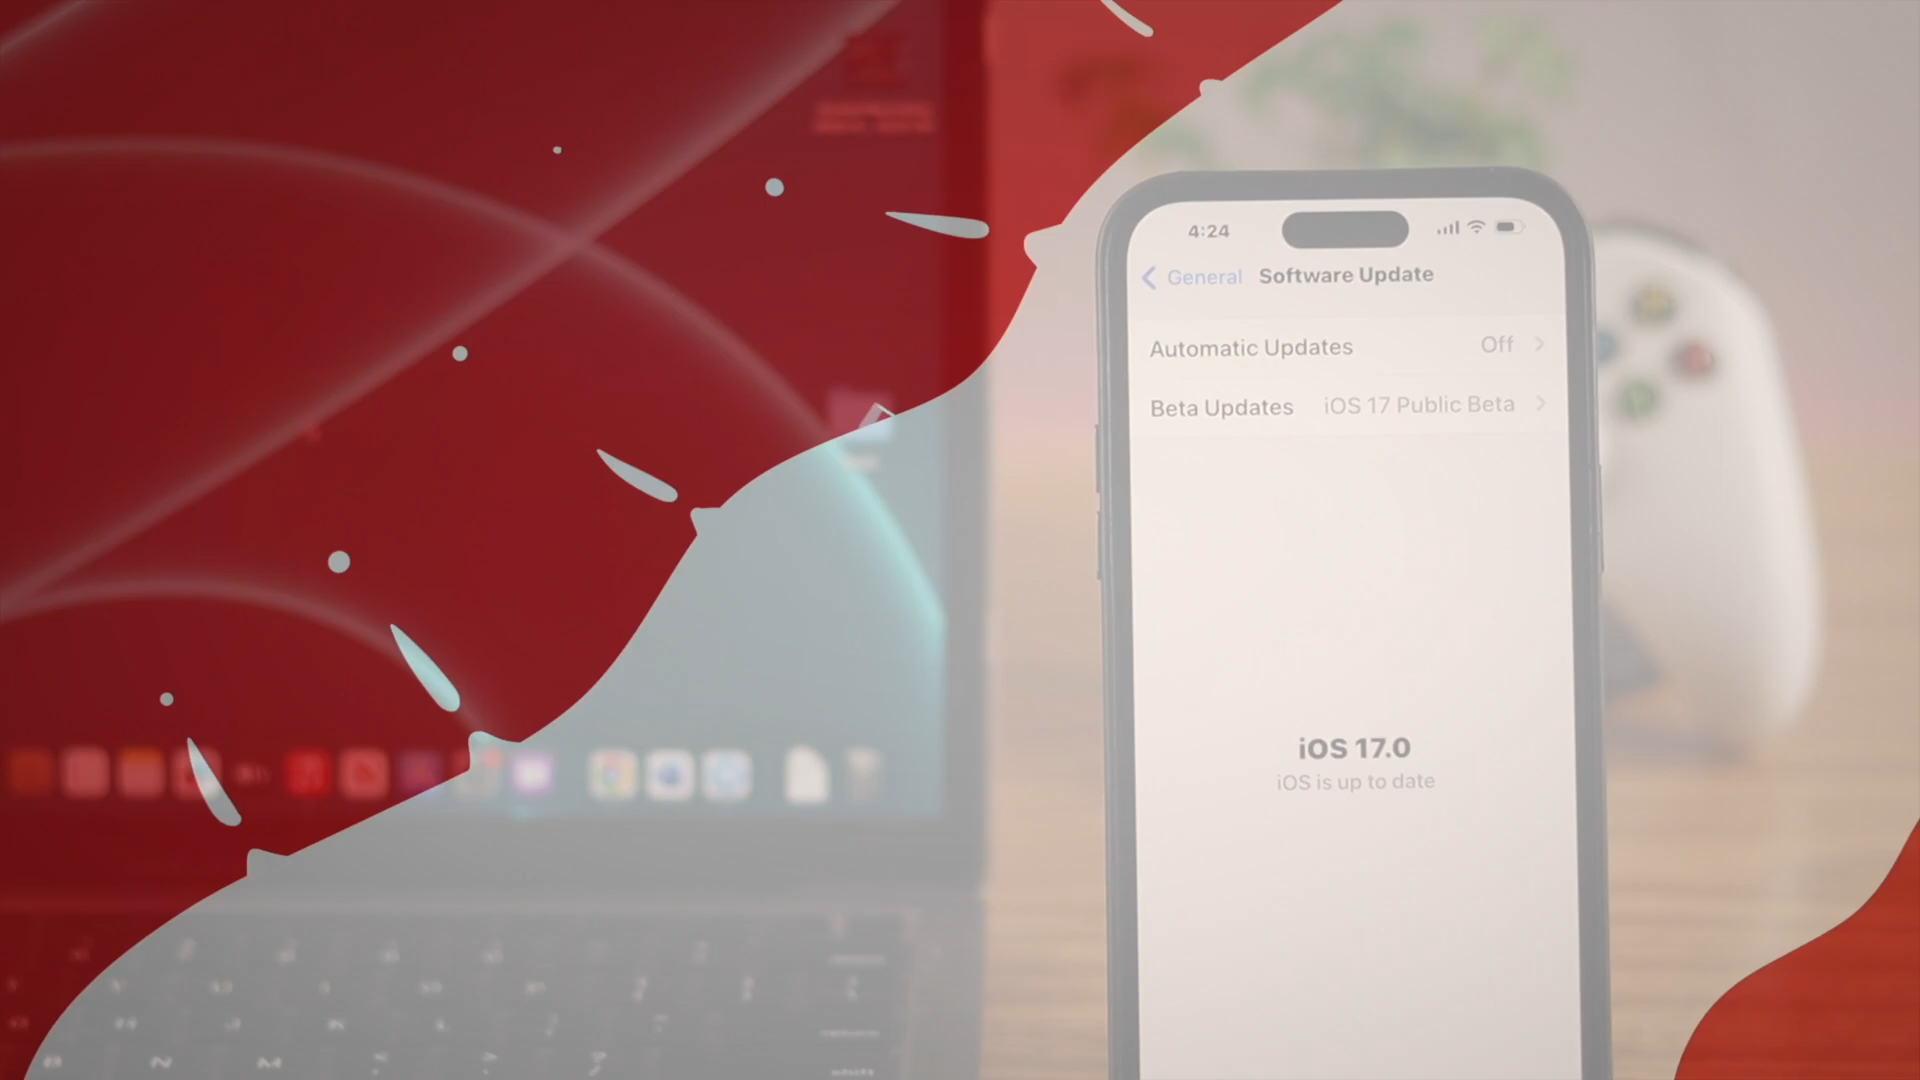 4:24
General Software Update
Automatic Updates Off
Beta Updates iOS 17 Public Beta
iOS 17.0
iOS is up to date